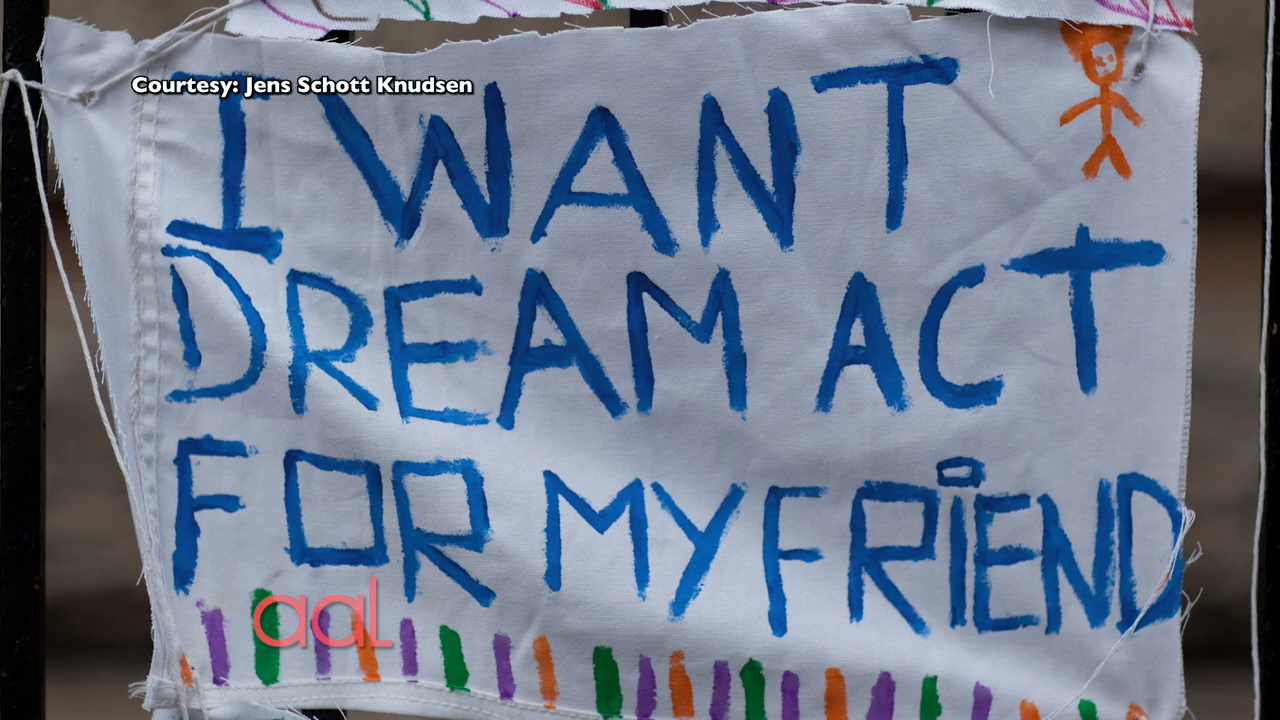 Courtesy: Jens Schott Knudsen
I WANT
DREAM ACT
FOR MY FRIEND
aaL